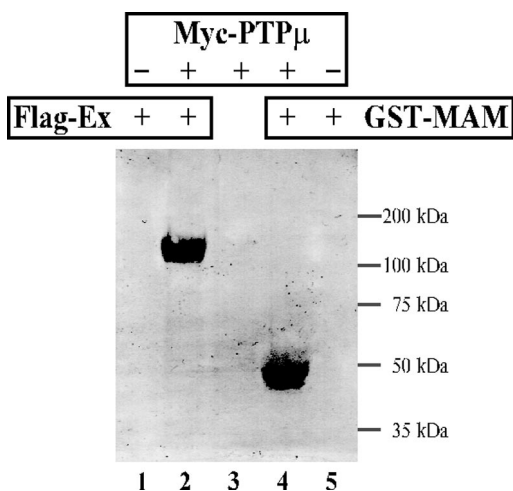 Myc-PTPμ
– + + + –
Flag-Ex + + + + GST-MAM
200 kDa
100 kDa
75 kDa
50 kDa
35 kDa
1 2 3 4 5